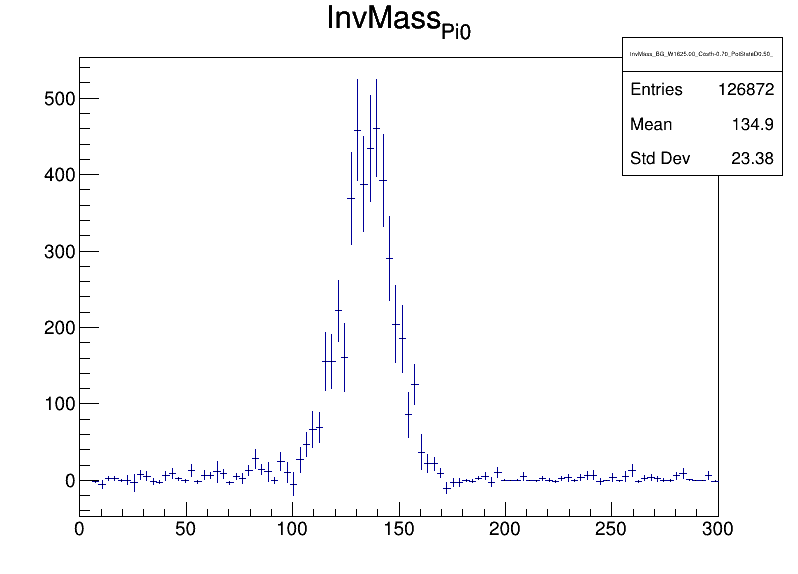 InvMass_Pi0
InvMass_BG_W1625.00_Costh-0.70_PolStateD0.50_
Entries 126872
Mean 134.9
Std Dev 23.38
500
400
300
200
100
0
0 50 100 150 200 250 300